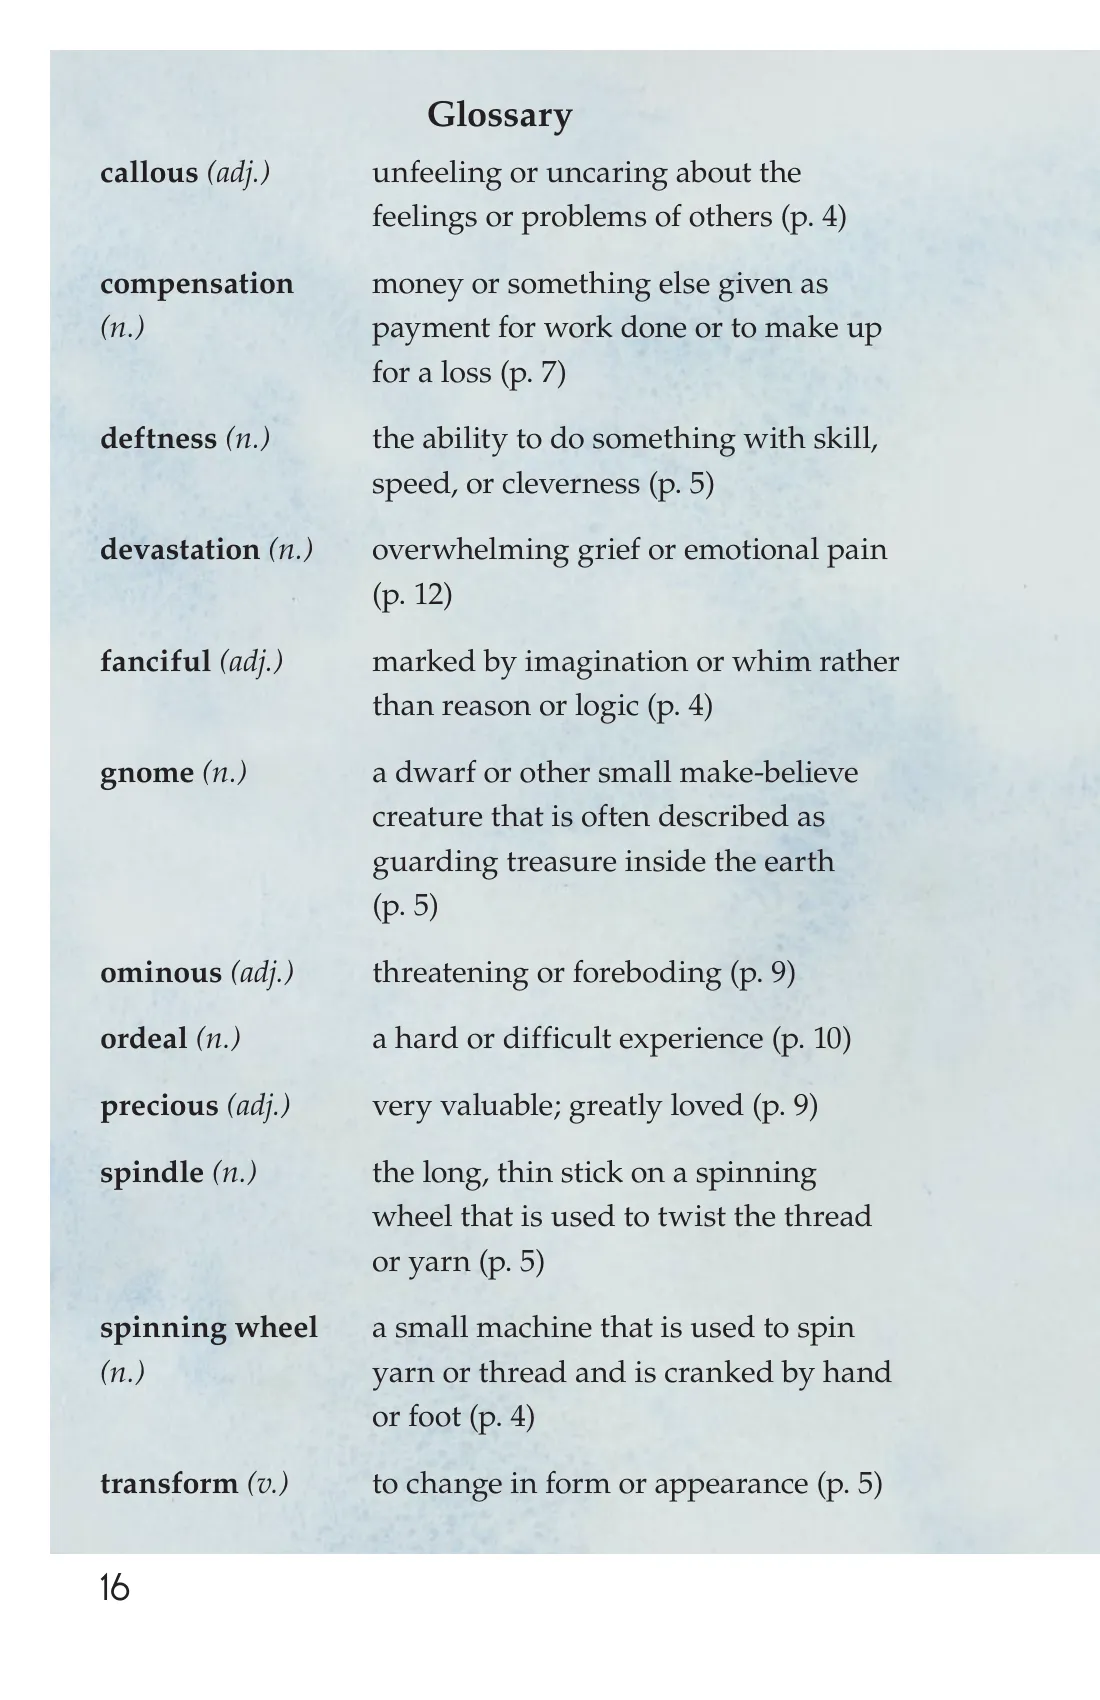 Glossary
callous (adj.) unfeeling or uncaring about the
feelings or problems of others (p. 4)
compensation money or something else given as
(n.) payment for work done or to make up
for a loss (p. 7)
deftness (n.) the ability to do something with skill,
speed, or cleverness (p. 5)
devastation (n.) overwhelming grief or emotional pain
(p. 12)
fanciful (adj.) marked by imagination or whim rather
than reason or logic (p. 4)
gnome (n.) a dwarf or other small make-believe
creature that is often described as
guarding treasure inside the earth
(p. 5)
ominous (adj.) threatening or foreboding (p. 9)
ordeal (n.) a hard or difficult experience (p. 10)
precious (adj.) very valuable; greatly loved (p. 9)
spindle (n.) the long, thin stick on a spinning
wheel that is used to twist the thread
or yarn (p. 5)
spinning wheel a small machine that is used to spin
(n.) yarn or thread and is cranked by hand
or foot (p. 4)
transform (v.) to change in form or appearance (p. 5)
16